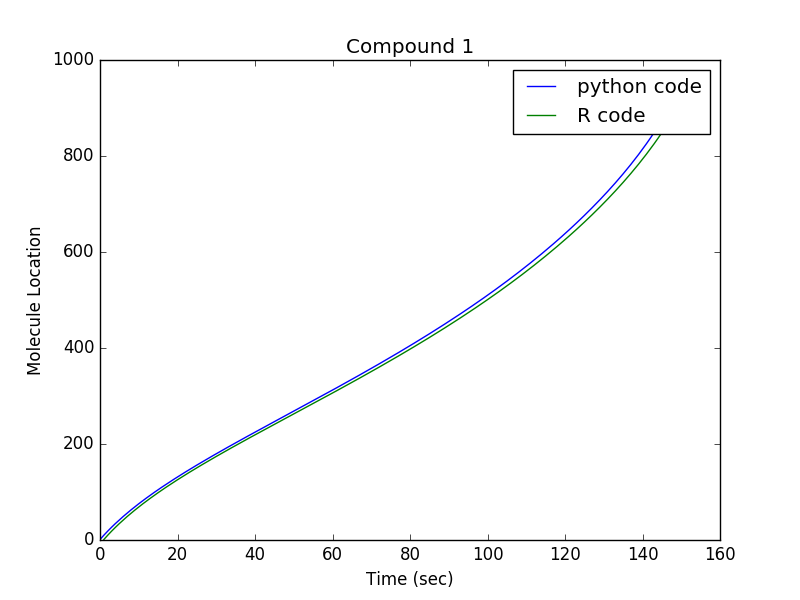 Compound 1
1000
800
600
400
200
0
Molecule Location
python code
R code
0 20 40 60 80 100 120 140 160
Time (sec)